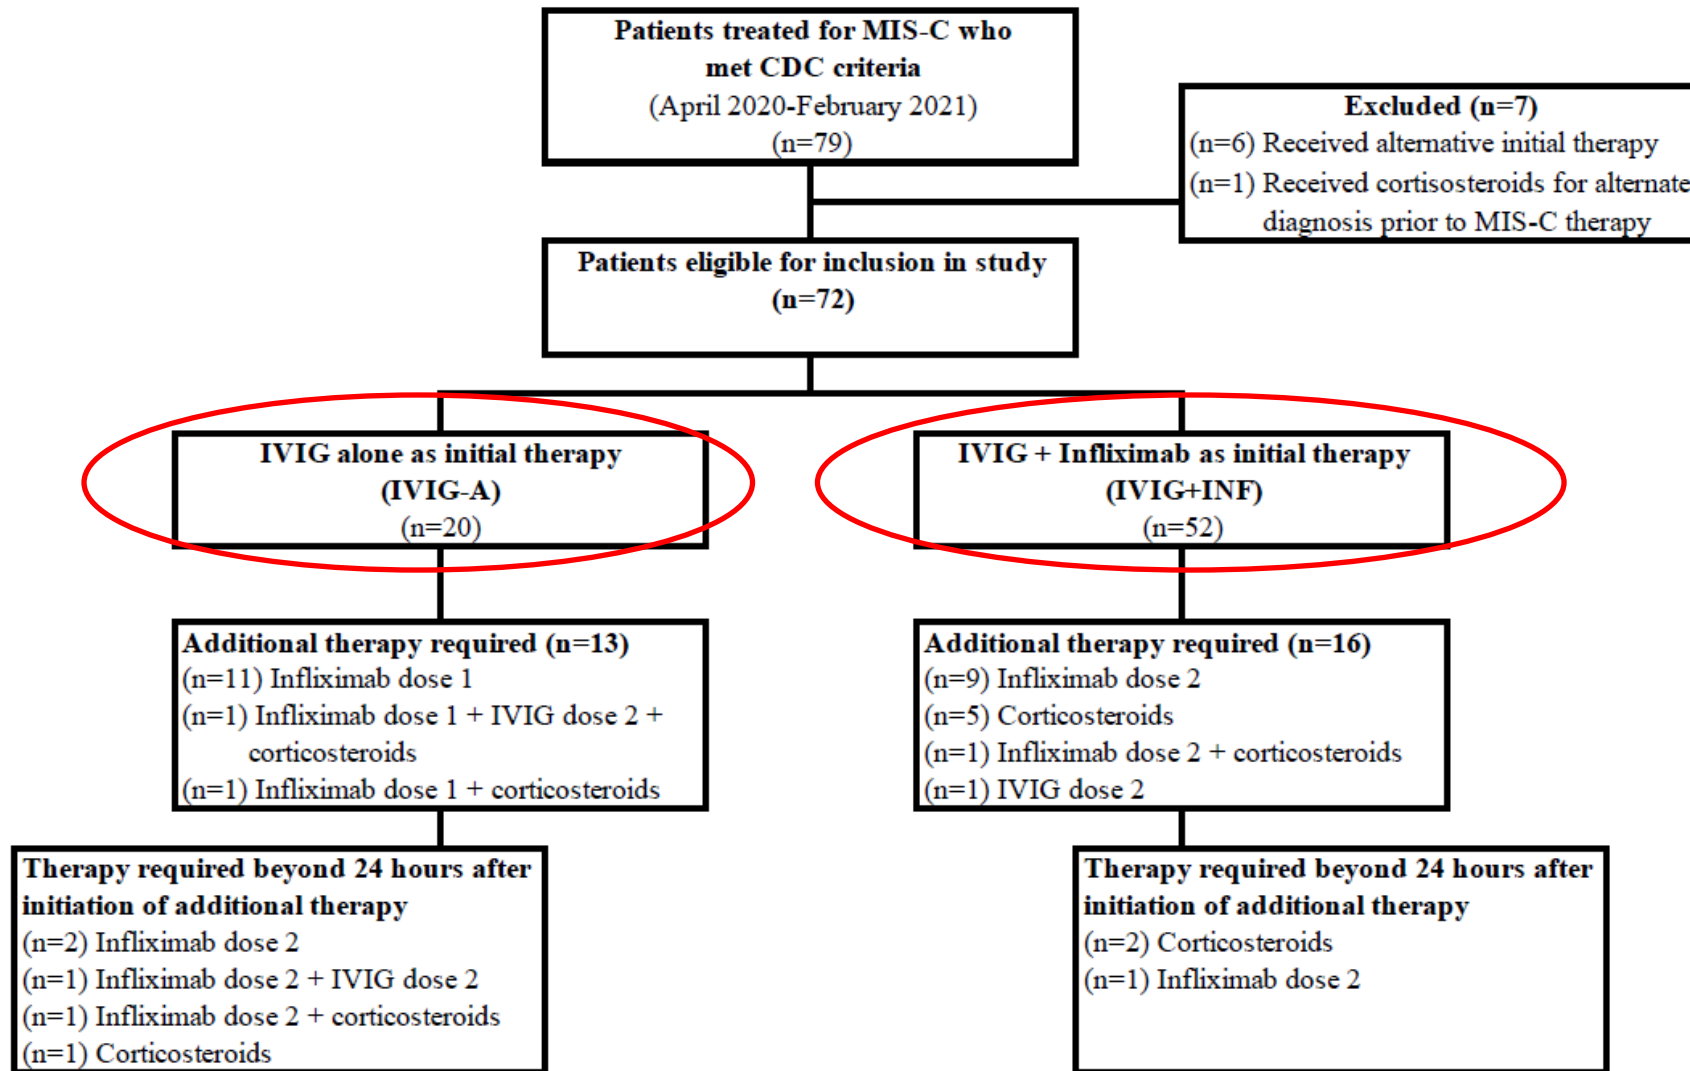 Patients treated for MIS-C who
met CDC criteria
(April 2020-February 2021)
(n=79)
Excluded (n=7)
(n=6) Received alternative initial therapy
(n=1) Received cortisosteroids for alternate
diagnosis prior to MIS-C therapy
Patients eligible for inclusion in study
(n=72)
IVIG alone as initial therapy
(IVIG-A)
(n=20)
IVIG + Infliximab as initial therapy
(IVIG+INF)
(n=52)
Additional therapy required (n=13)
(n=11) Infliximab dose 1
(n=1) Infliximab dose 1 + IVIG dose 2 +
corticosteroids
(n=1) Infliximab dose 1 + corticosteroids
Additional therapy required (n=16)
(n=9) Infliximab dose 2
(n=5) Corticosteroids
(n=1) Infliximab dose 2 + corticosteroids
(n=1) IVIG dose 2
Therapy required beyond 24 hours after
initiation of additional therapy
(n=2) Infliximab dose 2
(n=1) Infliximab dose 2 + IVIG dose 2
(n=1) Infliximab dose 2 + corticosteroids
(n=1) Corticosteroids
Therapy required beyond 24 hours after
initiation of additional therapy
(n=2) Corticosteroids
(n=1) Infliximab dose 2